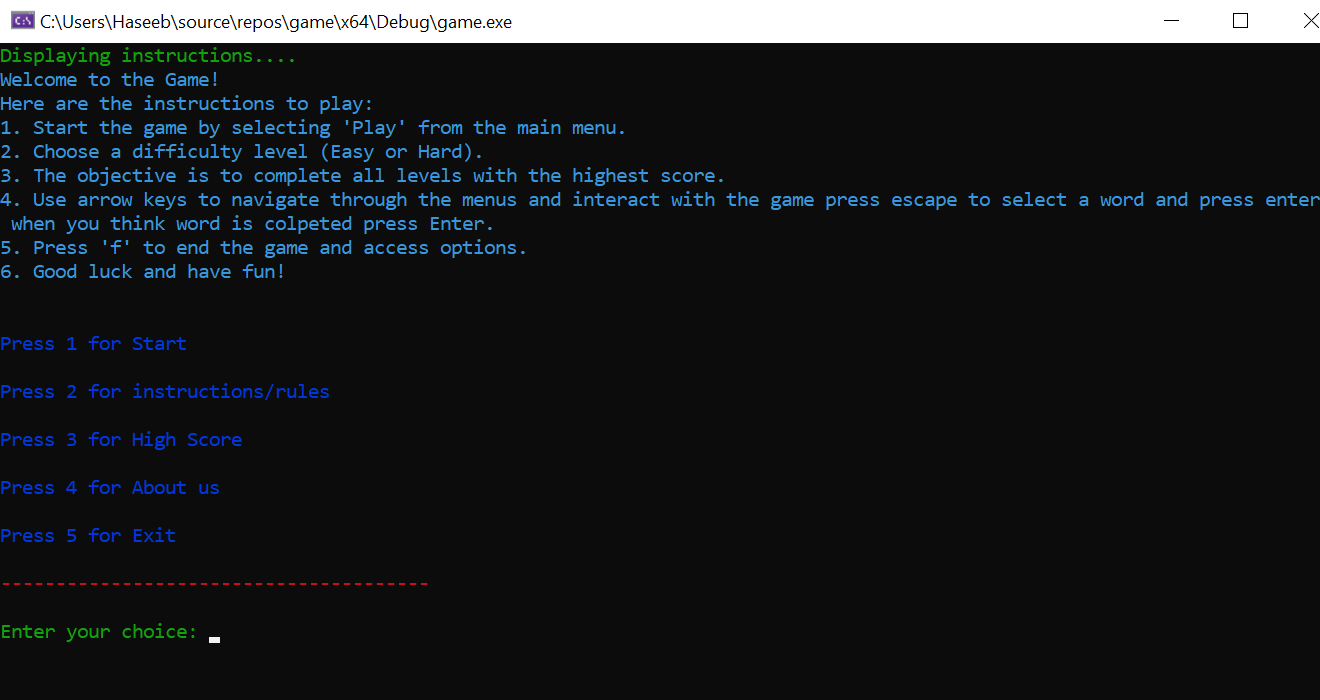 C:\Users\Haseeb\source\repos\game\x64\Debug\game.exe
Displaying instructions....
Welcome to the Game!
Here are the instructions to play:
1. Start the game by selecting 'Play' from the main menu.
2. Choose a difficulty level (Easy or Hard).
3. The objective is to complete all levels with the highest score.
4. Use arrow keys to navigate through the menus and interact with the game press escape to select a word and press enter
when you think word is colpeted press Enter.
5. Press 'f' to end the game and access options.
6. Good luck and have fun!
Press 1 for Start
Press 2 for instructions/rules
Press 3 for High Score
Press 4 for About us
Press 5 for Exit
---------------------------------------
Enter your choice: